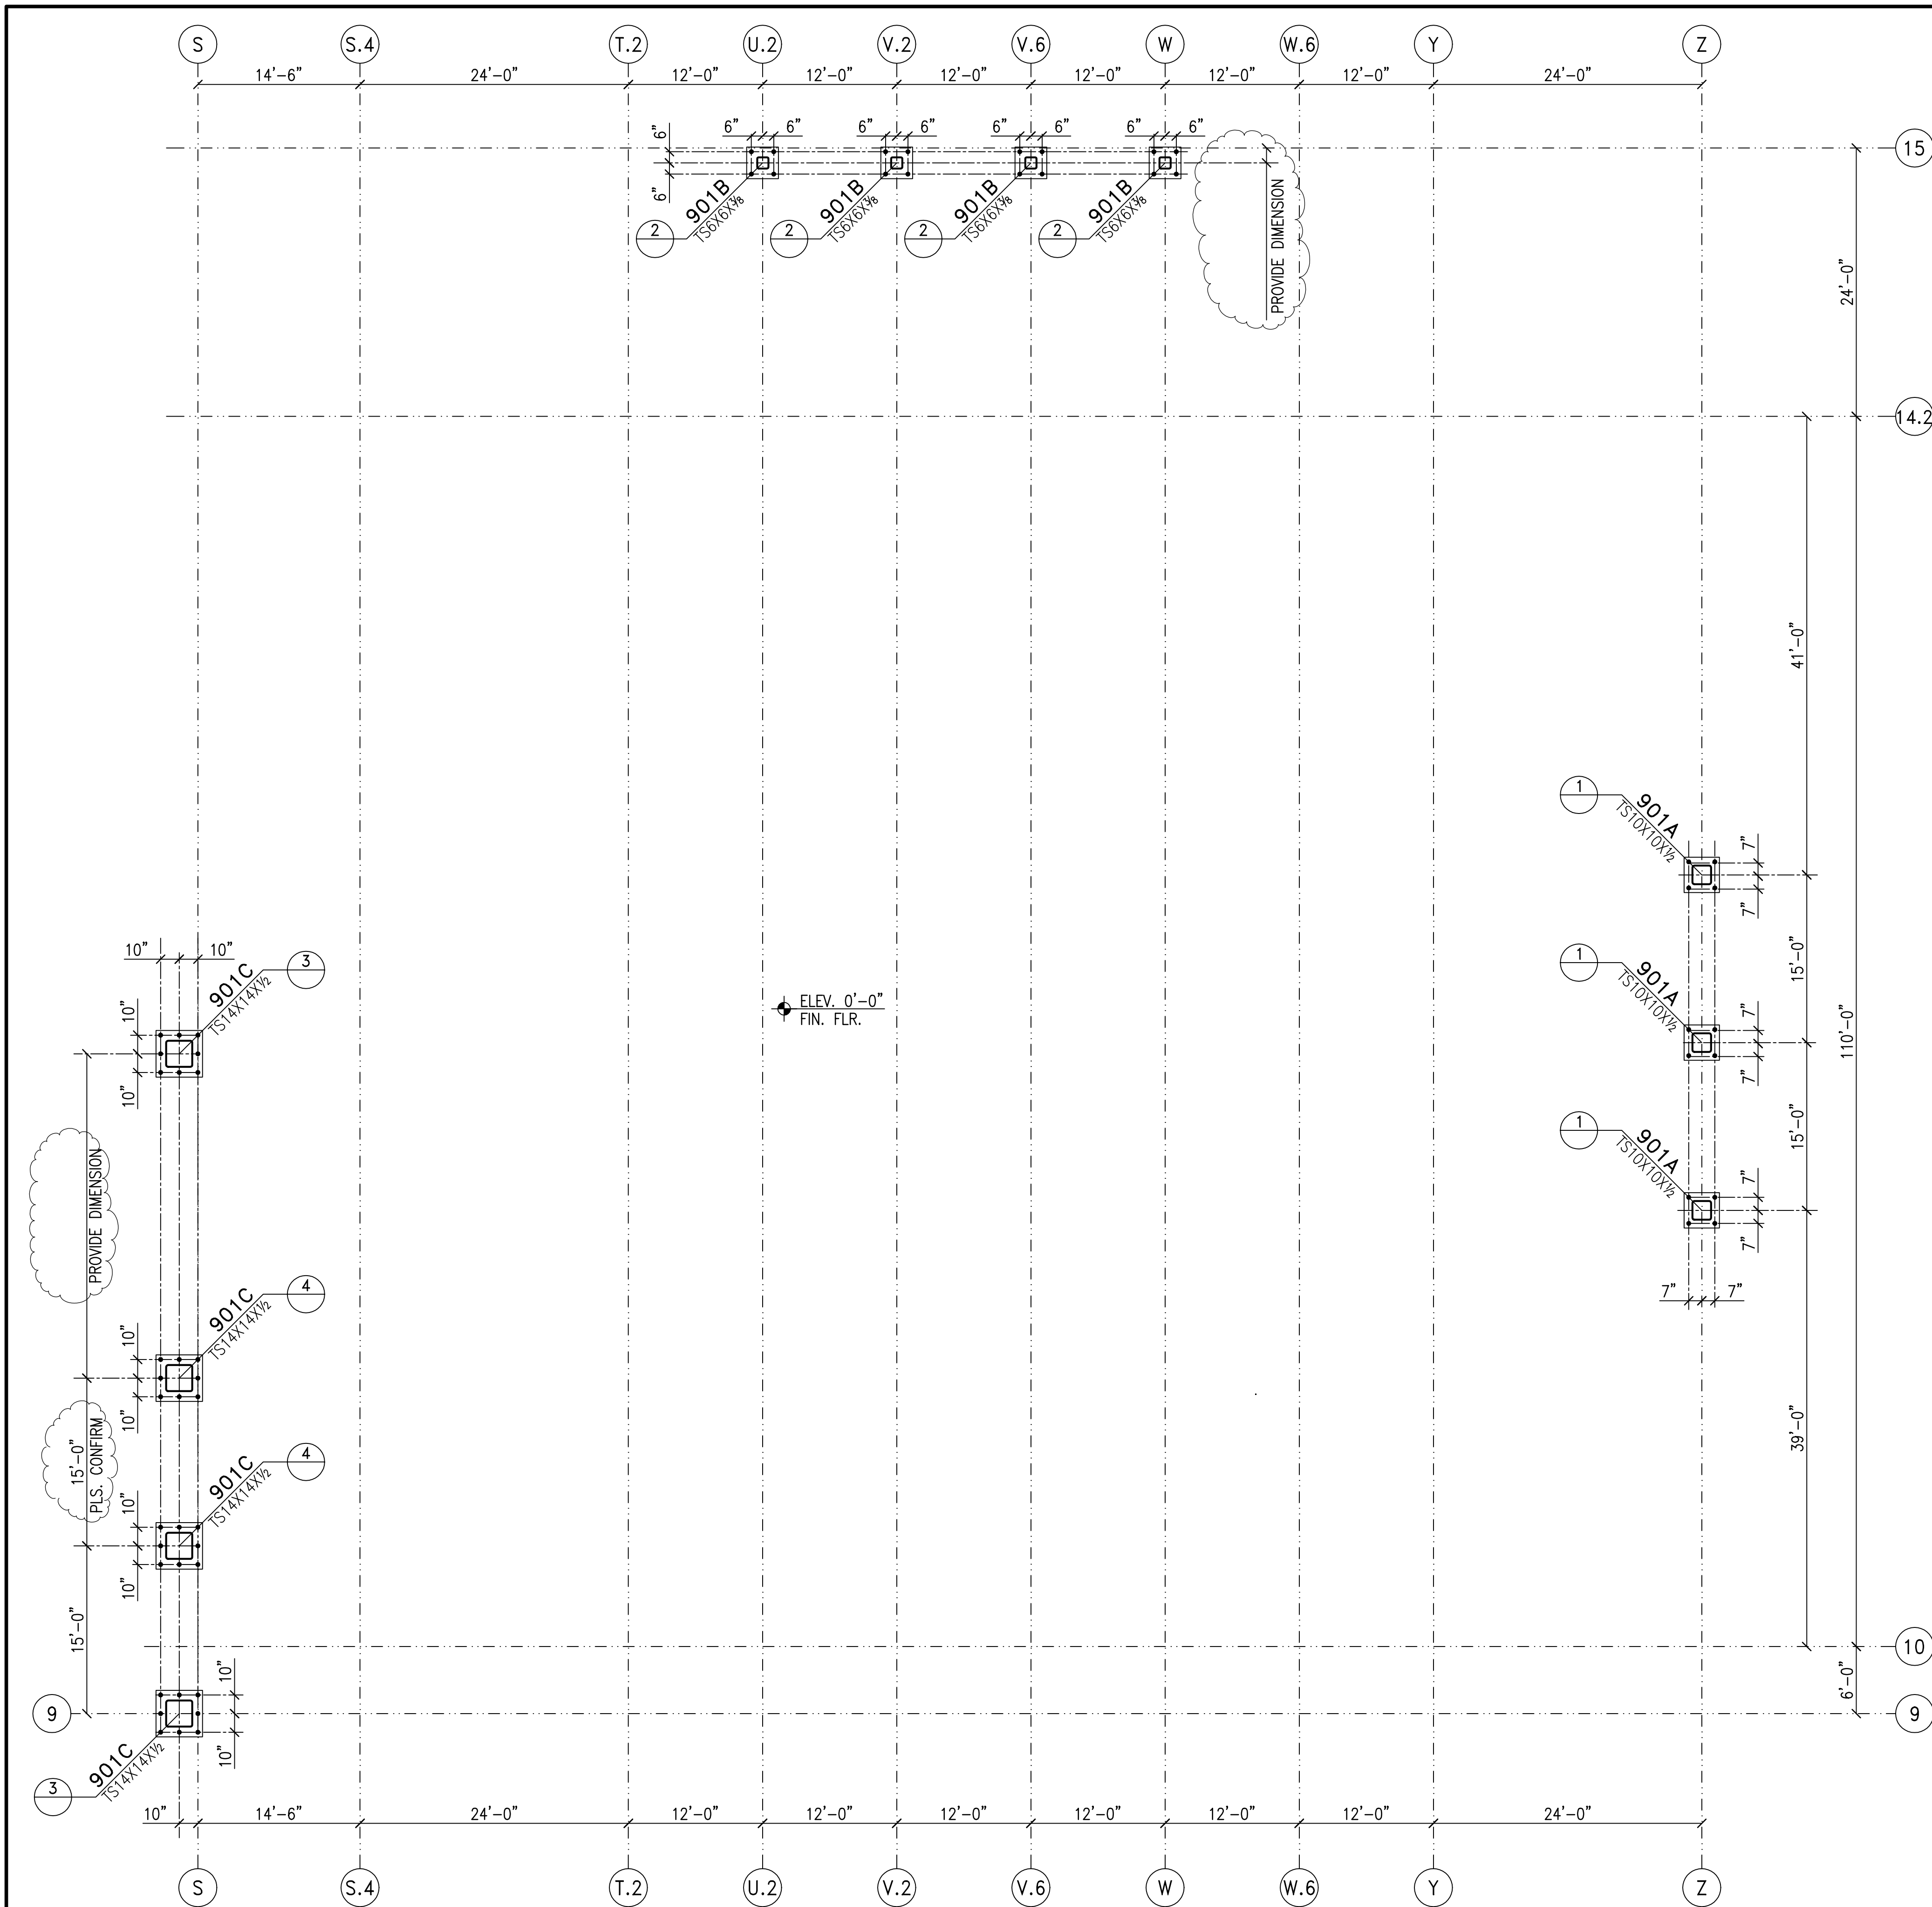 S
S.4
T.2
U.2
V.2
V.6
W
W.6
Y
Z
14'-6"
24'-0"
12'-0"
12'-0"
12'-0"
12'-0"
12'-0"
12'-0"
24'-0"
6"
6"
6"
6"
6"
6"
6"
6"
6"
6"
15
901B
TS6X6X⅜
2
901B
TS6X6X⅜
2
901B
TS6X6X⅜
2
901B
TS6X6X⅜
2
PROVIDE DIMENSION
24'-0"
14.2
41'-0"
1
901A
TS10X10X½
7"
7"
15'-0"
110'-0"
1
901A
TS10X10X½
7"
7"
15'-0"
1
901A
TS10X10X½
7"
7"
7"
7"
39'-0"
10"
10"
3
901C
TS14X14X½
10"
10"
ELEV. 0'-0"
FIN. FLR.
PROVIDE DIMENSION
4
901C
TS14X14X½
10"
10"
15'-0"
PLS. CONFIRM
4
901C
TS14X14X½
10"
10"
15'-0"
10
6'-0"
9
10"
10"
9
901C
TS14X14X½
3
10"
14'-6"
24'-0"
12'-0"
12'-0"
12'-0"
12'-0"
12'-0"
12'-0"
24'-0"
S
S.4
T.2
U.2
V.2
V.6
W
W.6
Y
Z